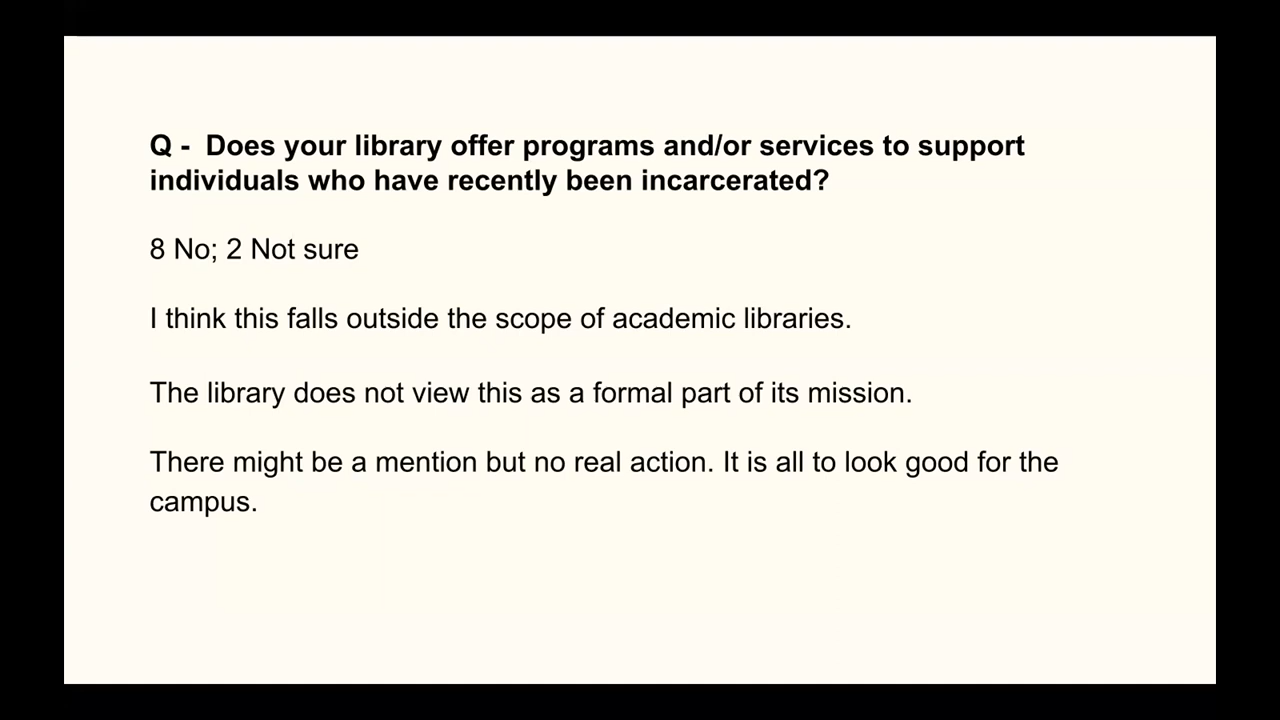 Q -  Does your library offer programs and/or services to support
individuals who have recently been incarcerated?
8 No; 2 Not sure
I think this falls outside the scope of academic libraries.
The library does not view this as a formal part of its mission.
There might be a mention but no real action. It is all to look good for the
campus.